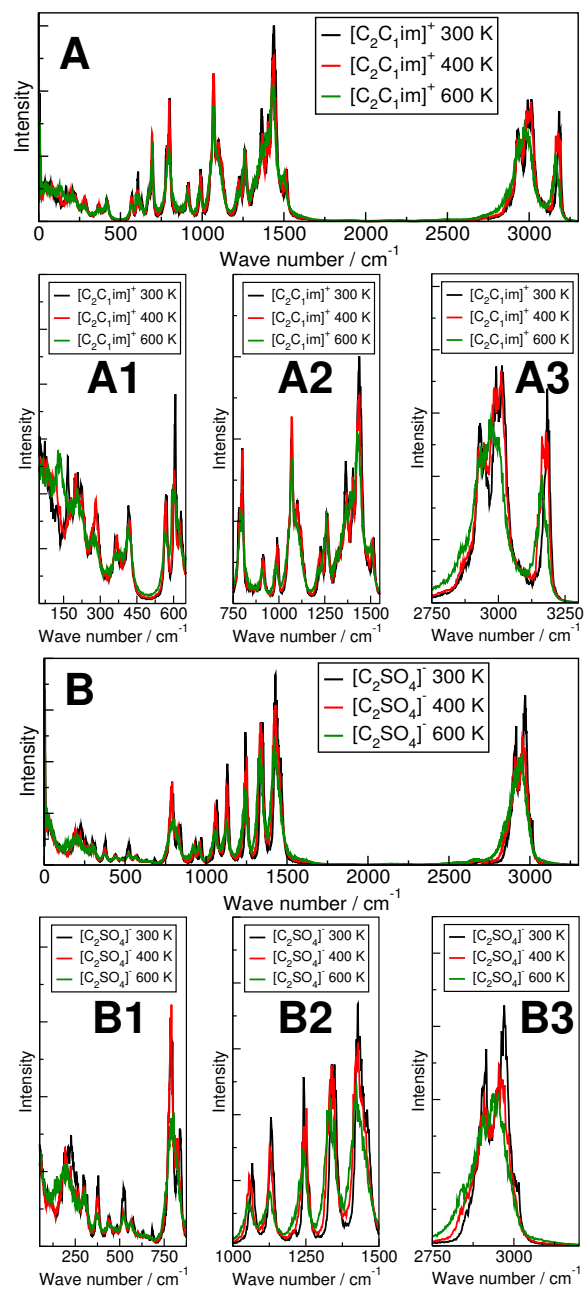 A
[C₂C₁im]⁺ 300 K
[C₂C₁im]⁺ 400 K
[C₂C₁im]⁺ 600 K
Intensity
0 500 1000 1500 2000 2500 3000
Wave number / cm⁻¹
[C₂C₁im]⁺ 300 K
[C₂C₁im]⁺ 400 K
[C₂C₁im]⁺ 600 K
A1
Intensity
150 300 450 600
Wave number / cm⁻¹
[C₂C₁im]⁺ 300 K
[C₂C₁im]⁺ 400 K
[C₂C₁im]⁺ 600 K
A2
Intensity
750 1000 1250 1500
Wave number / cm⁻¹
[C₂C₁im]⁺ 300 K
[C₂C₁im]⁺ 400 K
[C₂C₁im]⁺ 600 K
A3
Intensity
2750 3000 3250
Wave number / cm⁻¹
B
[C₂SO₄]⁻ 300 K
[C₂SO₄]⁻ 400 K
[C₂SO₄]⁻ 600 K
Intensity
0 500 1000 1500 2000 2500 3000
Wave number / cm⁻¹
[C₂SO₄]⁻ 300 K
[C₂SO₄]⁻ 400 K
[C₂SO₄]⁻ 600 K
B1
Intensity
250 500 750
Wave number / cm⁻¹
[C₂SO₄]⁻ 300 K
[C₂SO₄]⁻ 400 K
[C₂SO₄]⁻ 600 K
B2
Intensity
1000 1250 1500
Wave number / cm⁻¹
[C₂SO₄]⁻ 300 K
[C₂SO₄]⁻ 400 K
[C₂SO₄]⁻ 600 K
B3
Intensity
2750 3000
Wave number / cm⁻¹